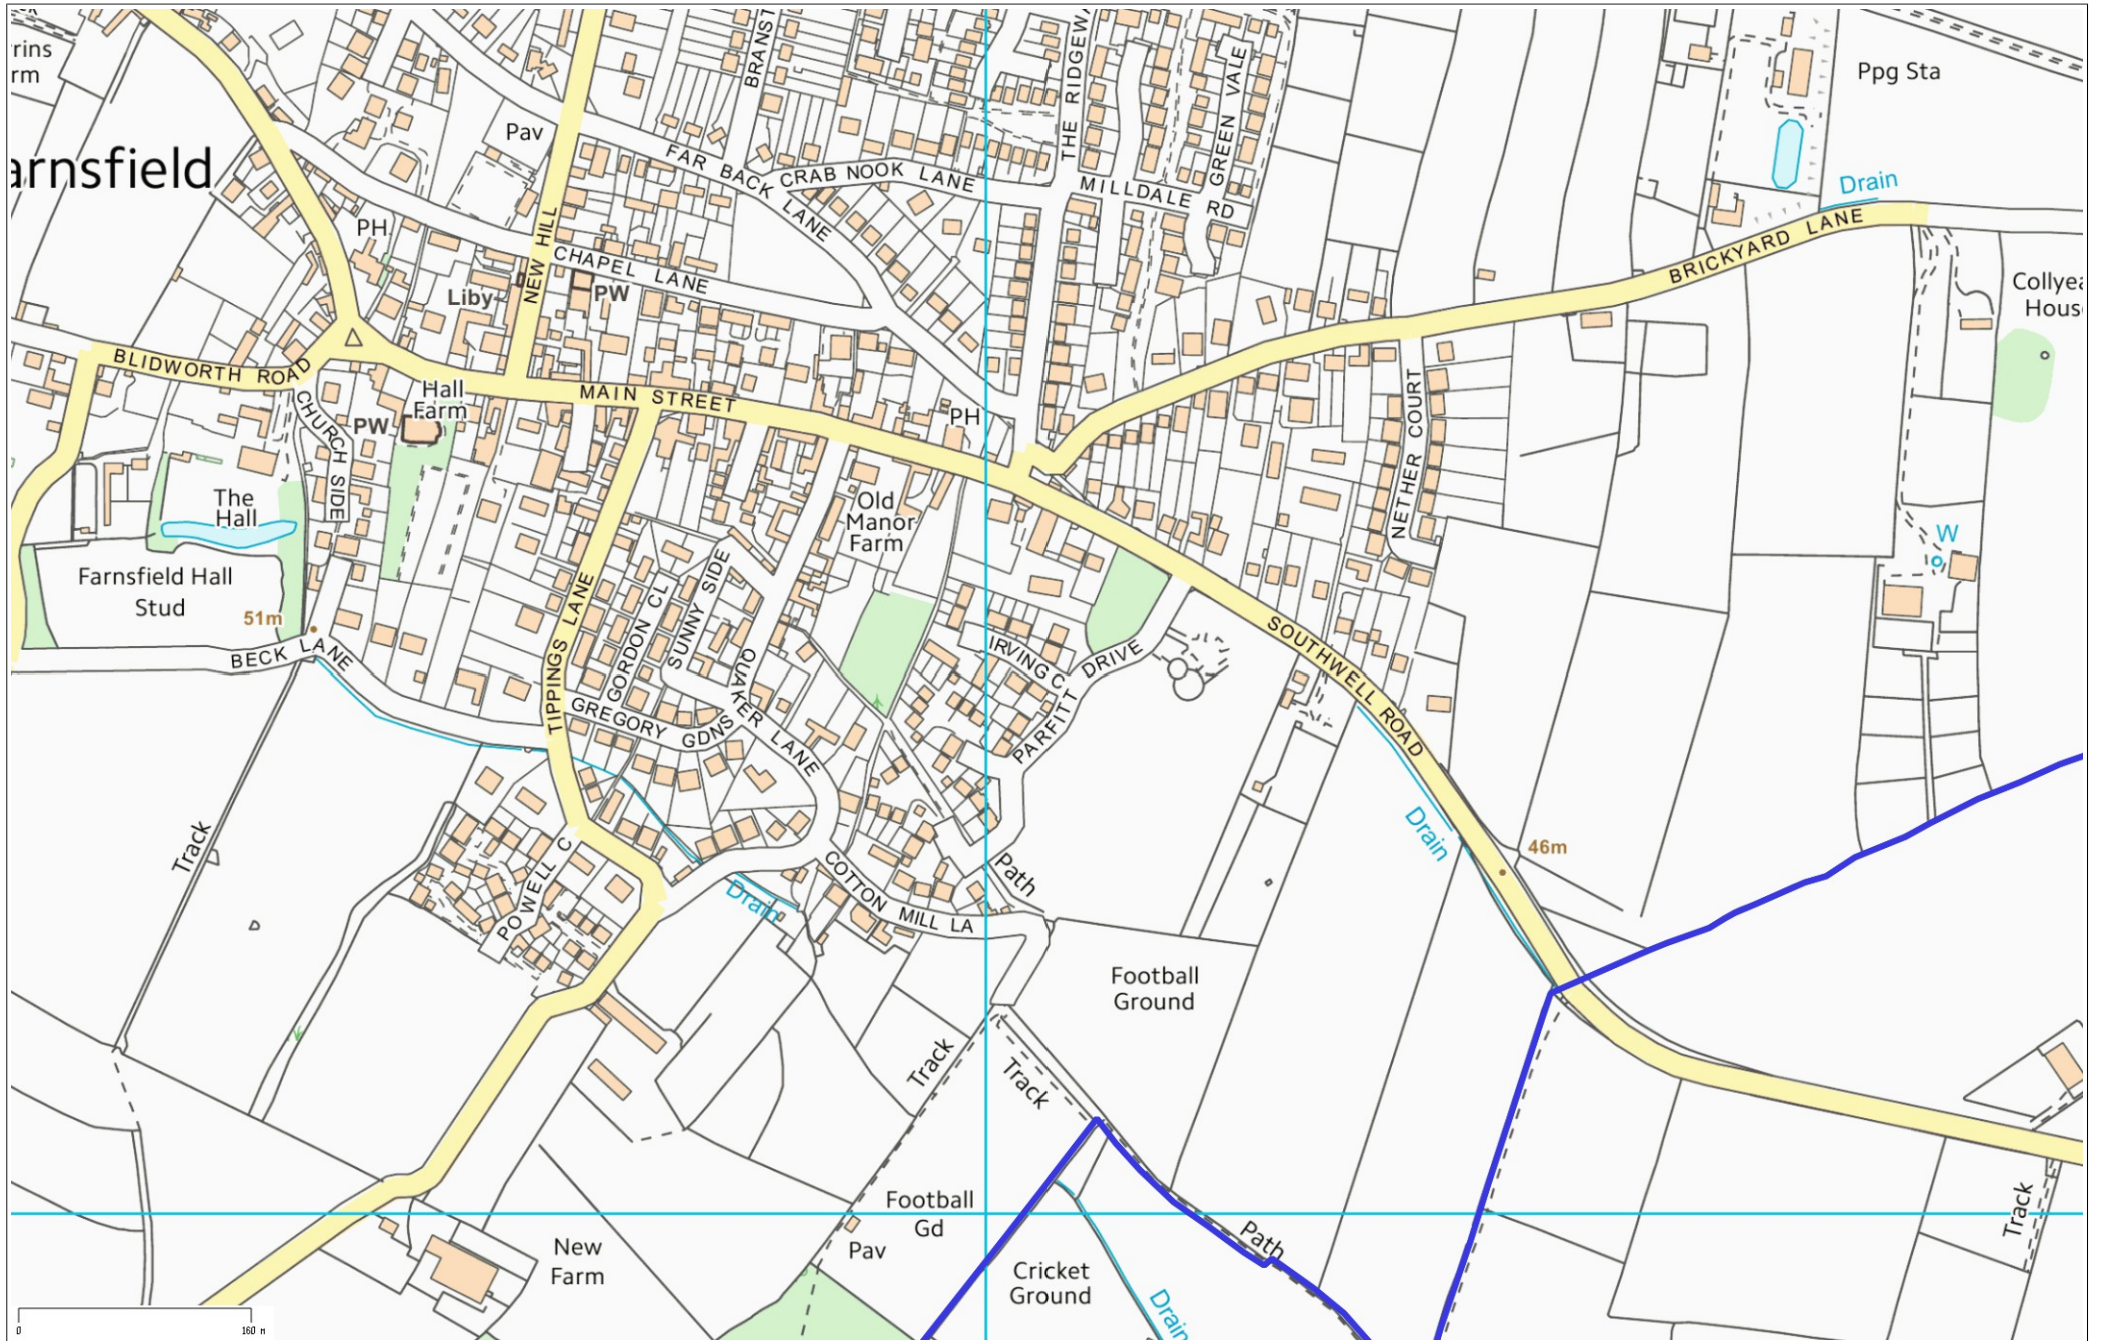 rrins
rm
Pav
BRANST
THE RIDGEWA
GREEN VALE
Ppg Sta
arnsfield
FAR BACK LANE
CRAB NOOK LANE
MILLDALE RD
Drain
PH
NEW HILL
CHAPEL LANE
BRICKYARD LANE
Liby
PW
Collyea
Hous
BLIDWORTH ROAD
Hall
Farm
MAIN STREET
PH
CHURCH SIDE
PW
NETHER COURT
The
Hall
Old
Manor
Farm
W
Farnsfield Hall
Stud
51m
BECK LANE
TIPPINGS LANE
GORDON CL
SUNNY SIDE
QUAKER LANE
GREGORY GDNS
IRVING CT
PARFITT DRIVE
SOUTHWELL ROAD
Track
POWELL C
Drain
COTTON MILL LA
Path
Drain
46m
Football
Ground
Track
Track
Football
Gd
Pav
New
Farm
Cricket
Ground
Path
Drain
Track
0
160 m